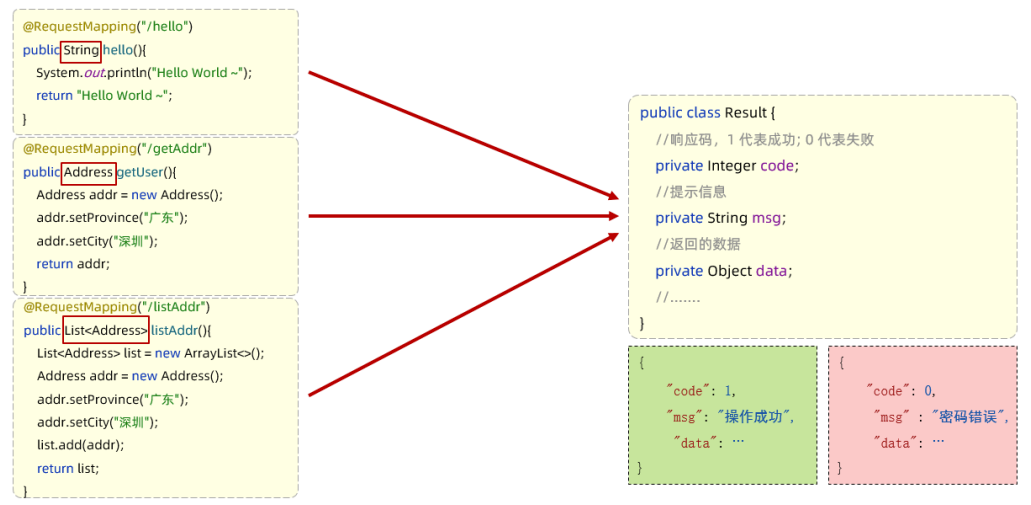 @RequestMapping("/hello")
public String hello(){
System.out.println("Hello World ~");
return "Hello World ~";
}
@RequestMapping("/getAddr")
public Address getUser(){
Address addr = new Address();
addr.setProvince("广东");
addr.setCity("深圳");
return addr;
}
@RequestMapping("/listAddr")
public List<Address> listAddr(){
List<Address> list = new ArrayList<>();
Address addr = new Address();
addr.setProvince("广东");
addr.setCity("深圳");
list.add(addr);
return list;
}
public class Result {
//响应码，1 代表成功; 0 代表失败
private Integer code;
//提示信息
private String msg;
//返回的数据
private Object data;
//.......
}
{
"code": 1,
"msg": "操作成功",
"data": ...
}
{
"code": 0,
"msg" : "密码错误",
"data": ...
}